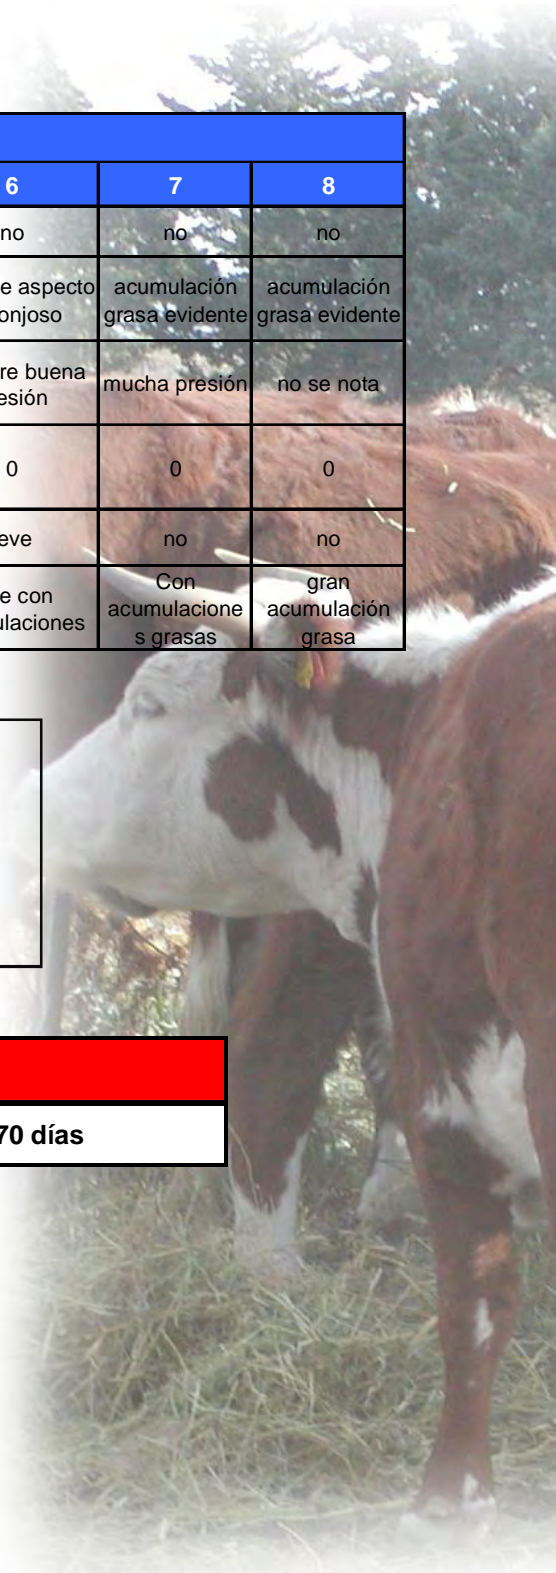 6 7 8
no no no
e aspecto acumulación acumulación
onjoso grasa evidente grasa evidente
re buena mucha presión no se nota
esión
0 0 0
eve no no
e con Con gran
ulaciones acumulacione acumulación
s grasas grasa
70 días